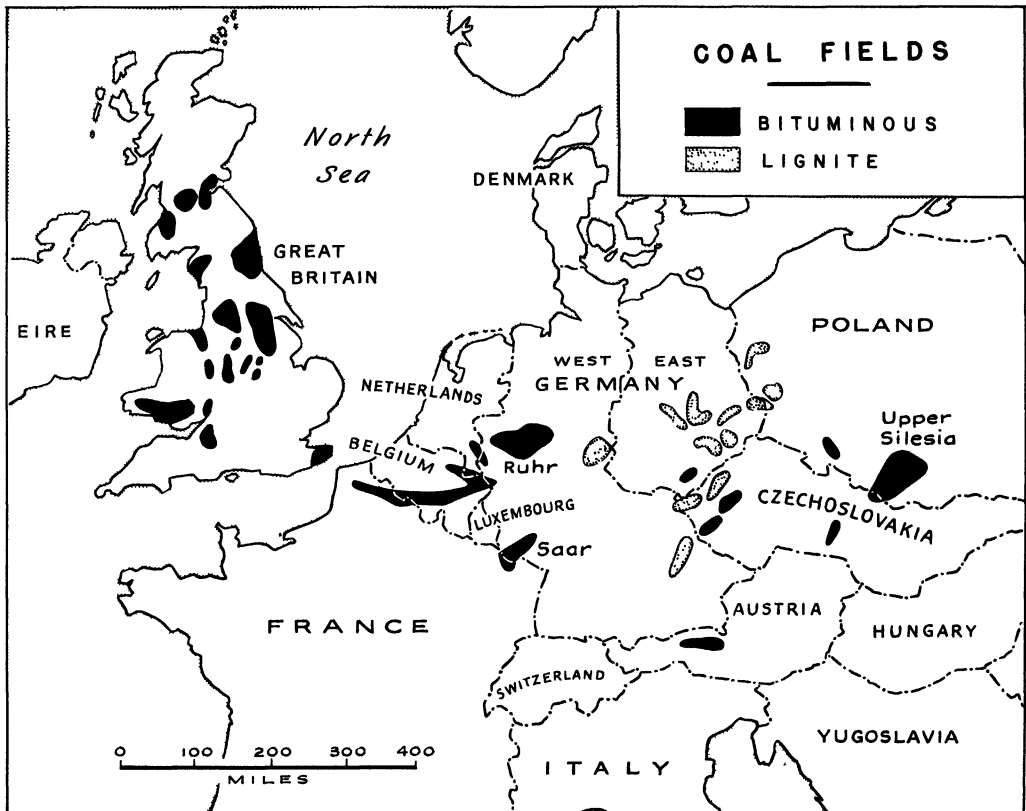 COAL FIELDS
BITUMINOUS
LIGNITE
North
Sea
DENMARK
GREAT
BRITAIN
EIRE
POLAND
WEST
EAST
GERMANY
NETHERLANDS
Upper
Silesia
BELGIUM
Ruhr
LUXEMBOURG
CZECHOSLOVAKIA
Saar
AUSTRIA
FRANCE
HUNGARY
SWITZERLAND
YUGOSLAVIA
0 100 200 300 400
MILES
ITALY